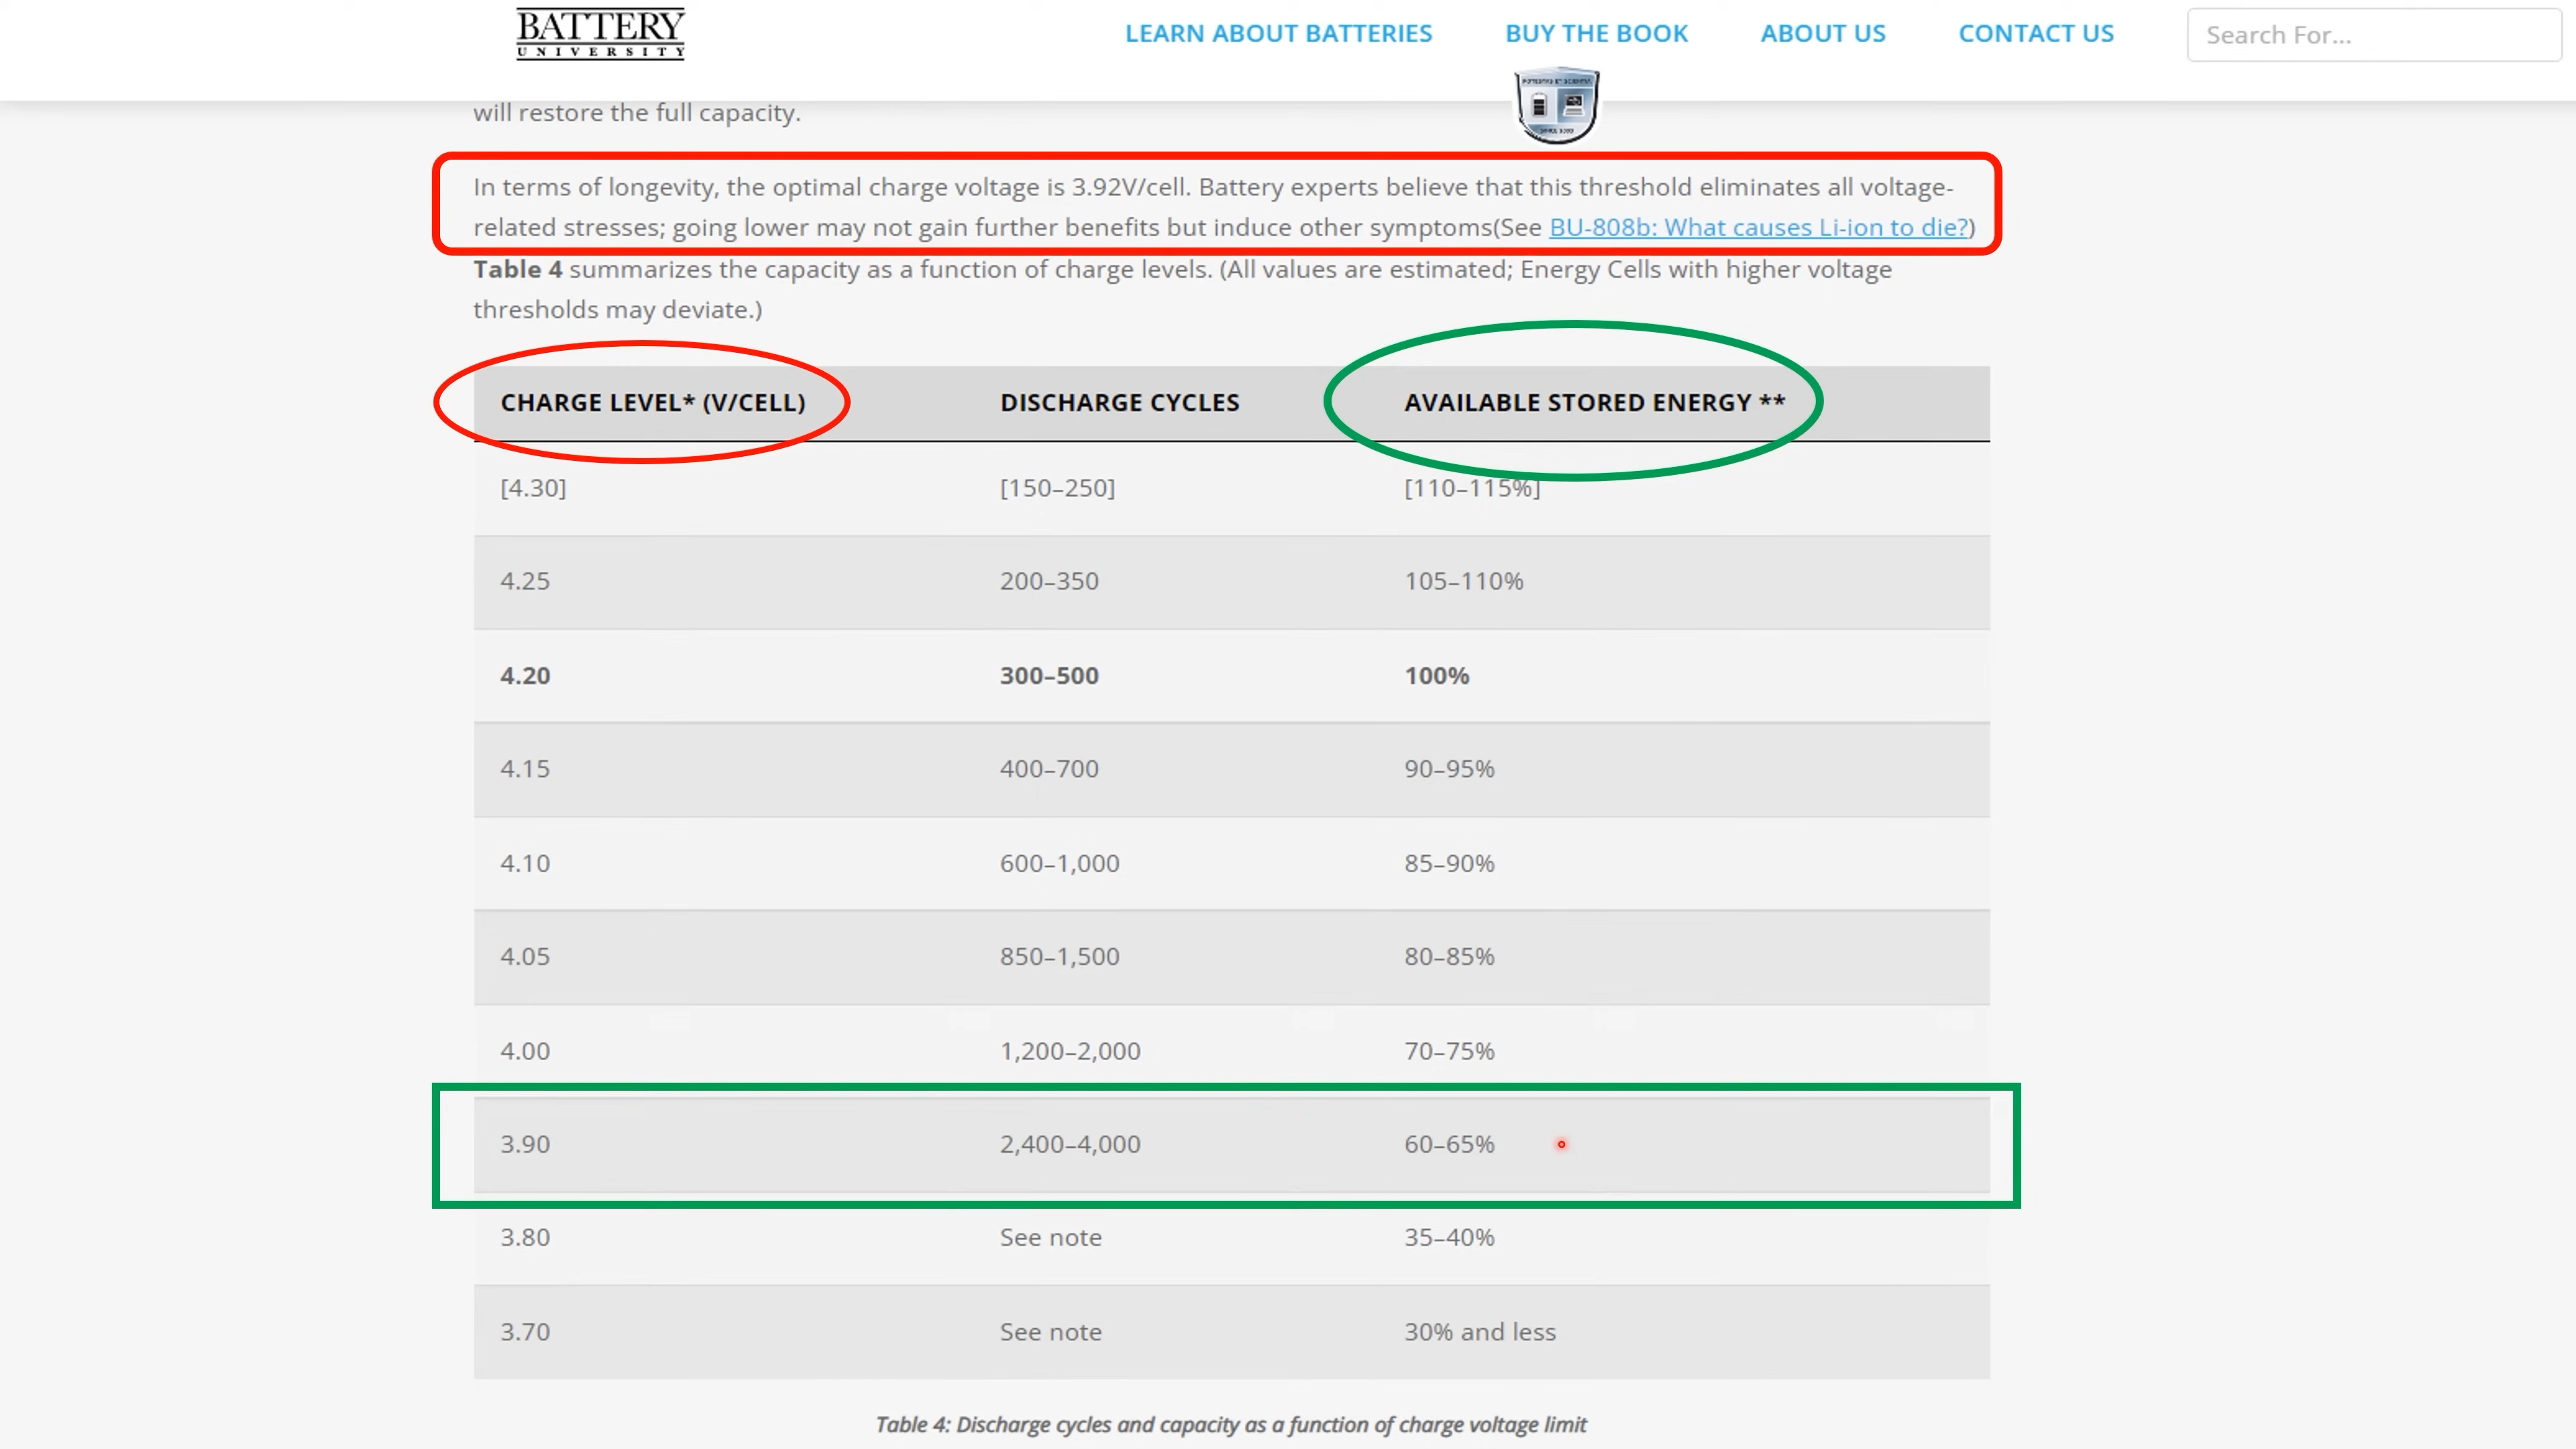 BATTERY
UNIVERSITY
LEARN ABOUT BATTERIES
BUY THE BOOK
ABOUT US
CONTACT US
Search For...
will restore the full capacity.
In terms of longevity, the optimal charge voltage is 3.92V/cell. Battery experts believe that this threshold eliminates all voltage-
related stresses; going lower may not gain further benefits but induce other symptoms(See BU-808b: What causes Li-ion to die?)
Table 4 summarizes the capacity as a function of charge levels. (All values are estimated; Energy Cells with higher voltage
thresholds may deviate.)
CHARGE LEVEL* (V/CELL) DISCHARGE CYCLES AVAILABLE STORED ENERGY **
[4.30] [150–250] [110–115%]
4.25 200–350 105–110%
4.20 300–500 100%
4.15 400–700 90–95%
4.10 600–1,000 85–90%
4.05 850–1,500 80–85%
4.00 1,200–2,000 70–75%
3.90 2,400–4,000 60–65%
3.80 See note 35–40%
3.70 See note 30% and less
Table 4: Discharge cycles and capacity as a function of charge voltage limit